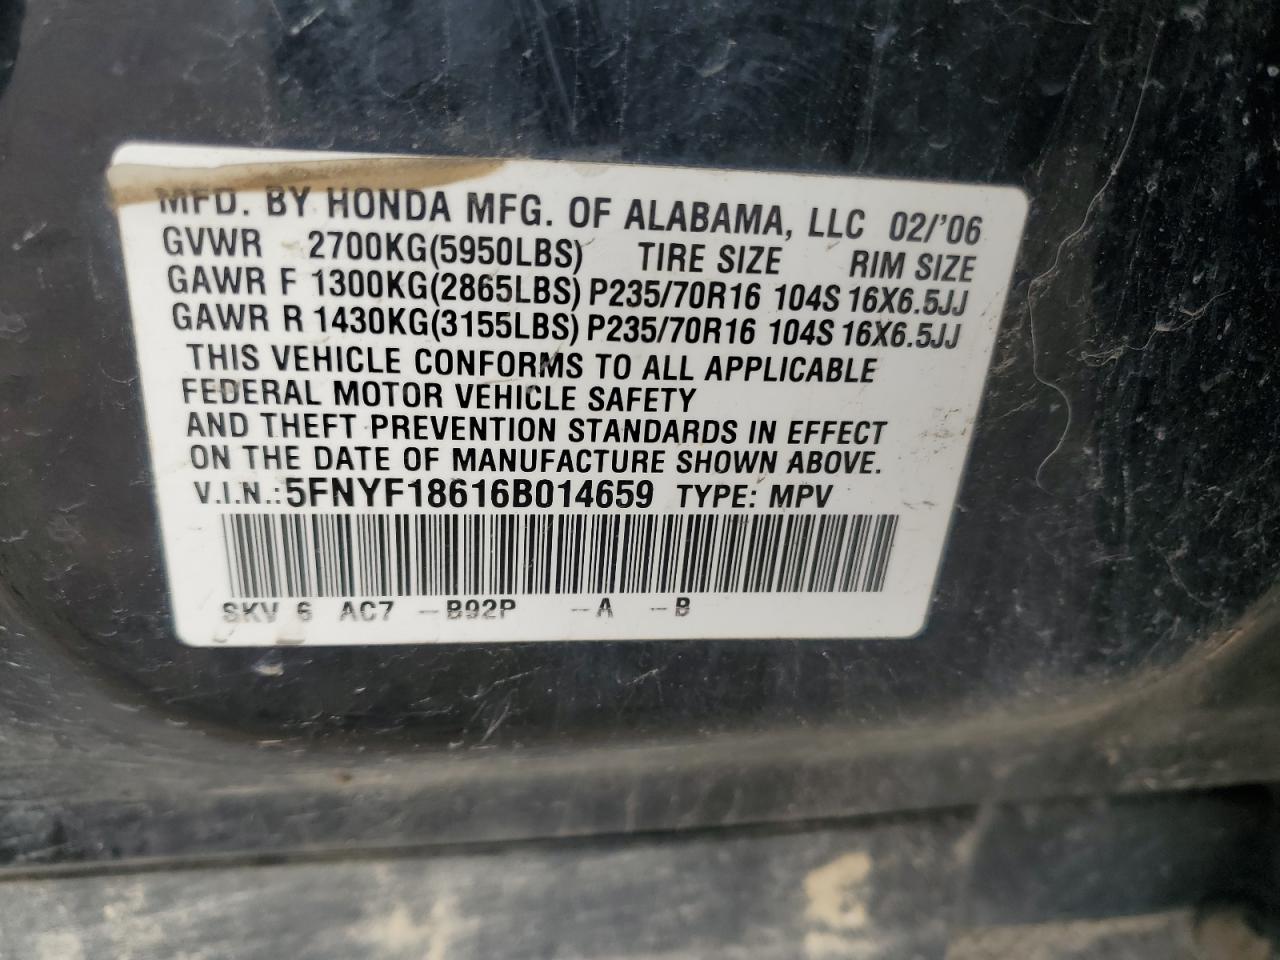 MFD. BY HONDA MFG. OF ALABAMA, LLC 02/'06
GVWR 2700KG(5950LBS) TIRE SIZE RIM SIZE
GAWR F 1300KG(2865LBS) P235/70R16 104S 16X6.5JJ
GAWR R 1430KG(3155LBS) P235/70R16 104S 16X6.5JJ
THIS VEHICLE CONFORMS TO ALL APPLICABLE
FEDERAL MOTOR VEHICLE SAFETY
AND THEFT PREVENTION STANDARDS IN EFFECT
ON THE DATE OF MANUFACTURE SHOWN ABOVE.
V.I.N.:5FNYF18616B014659 TYPE: MPV
SKV 6 AC7 -B92P -A -B